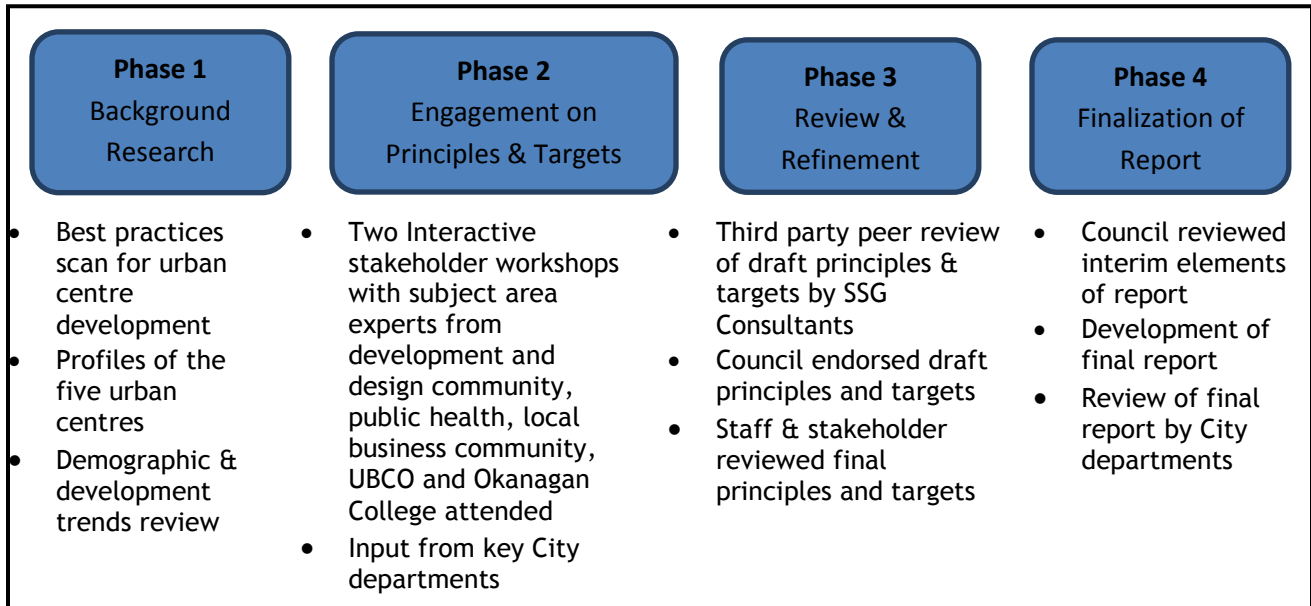 Phase 1
Background
Research
• Best practices
scan for urban
centre
development
• Profiles of the
five urban
centres
• Demographic &
development
trends review
Phase 2
Engagement on
Principles & Targets
• Two Interactive
stakeholder workshops
with subject area
experts from
development and
design community,
public health, local
business community,
UBCO and Okanagan
College attended
• Input from key City
departments
Phase 3
Review &
Refinement
• Third party peer review
of draft principles &
targets by SSG
Consultants
• Council endorsed draft
principles and targets
• Staff & stakeholder
reviewed final
principles and targets
Phase 4
Finalization of
Report
• Council reviewed
interim elements
of report
• Development of
final report
• Review of final
report by City
departments